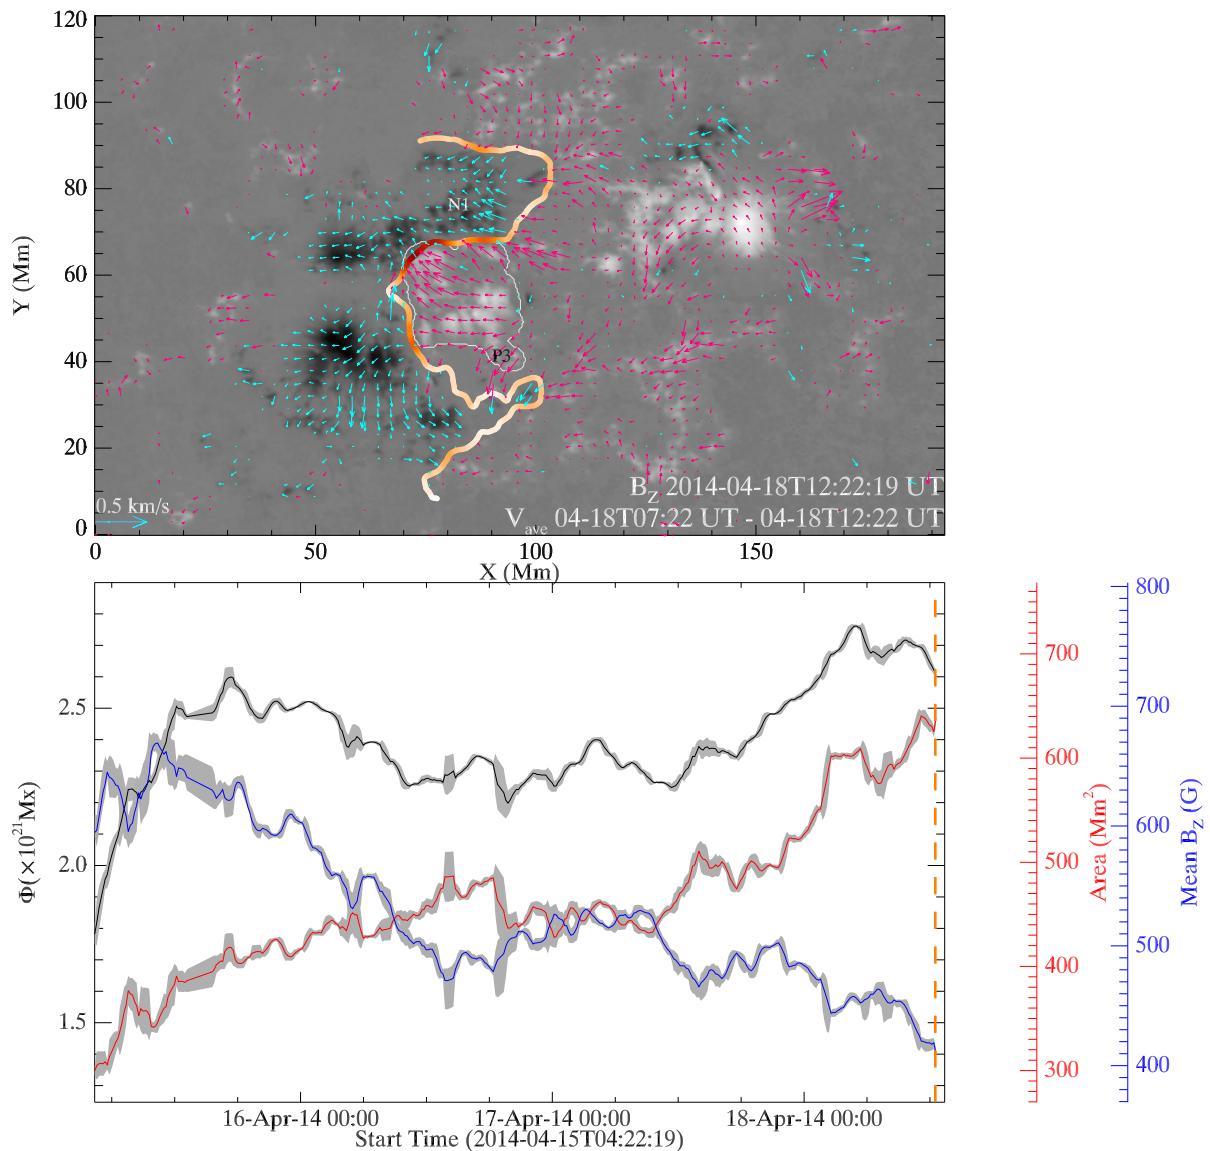 120
100
80
60
40
20
0
Y (Mm)
N1
P3
0.5 km/s
B_Z 2014-04-18T12:22:19 UT
V_ave 04-18T07:22 UT - 04-18T12:22 UT
0 50 100 150
X (Mm)
2.5
2.0
1.5
Φ(×10^21Mx)
700
600
500
400
300
Area (Mm^2)
800
700
600
500
400
Mean B_Z (G)
16-Apr-14 00:00 17-Apr-14 00:00 18-Apr-14 00:00
Start Time (2014-04-15T04:22:19)